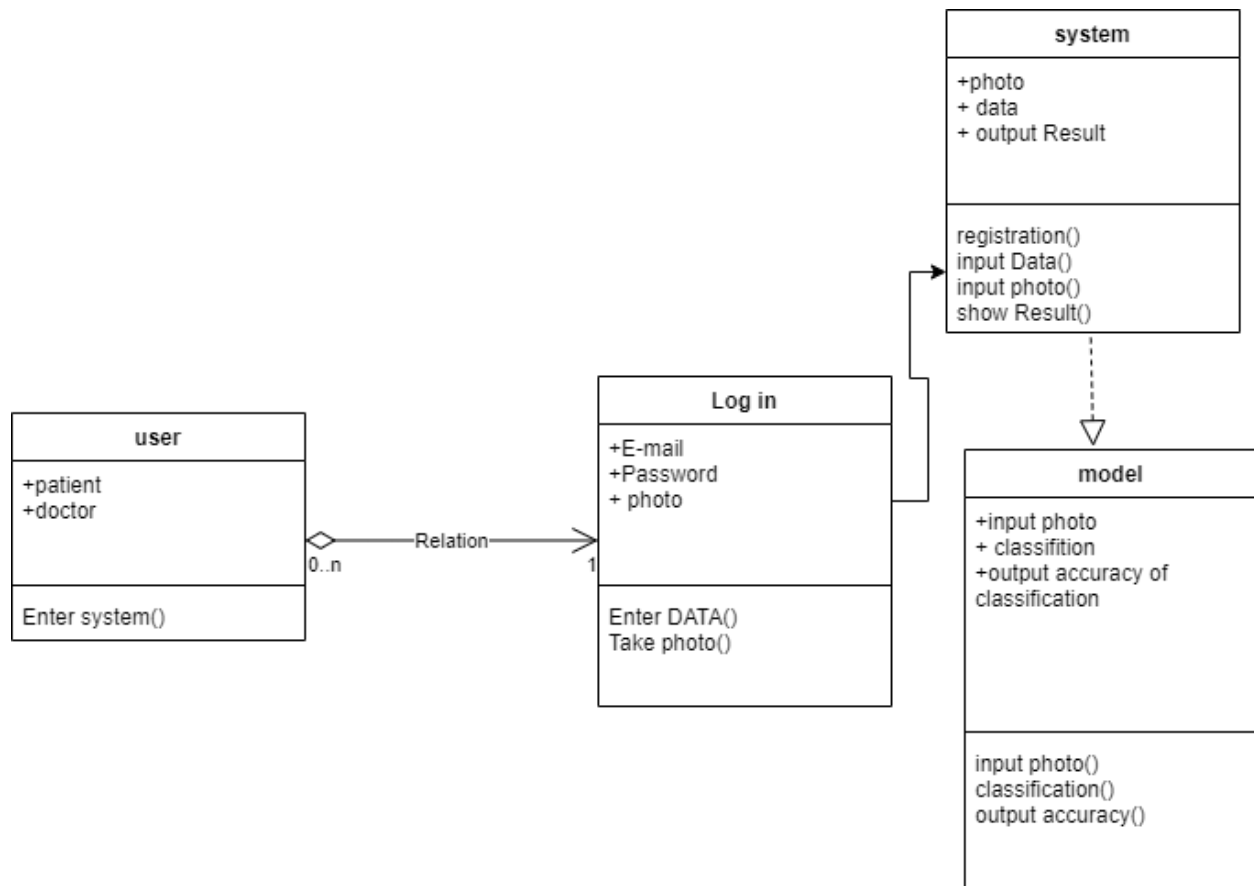 system
+photo
+ data
+ output Result
registration()
input Data()
input photo()
show Result()
Log in
+E-mail
+Password
+ photo
Enter DATA()
Take photo()
user
+patient
+doctor
Enter system()
Relation
0..n
1
model
+input photo
+ classifition
+output accuracy of
classification
input photo()
classification()
output accuracy()